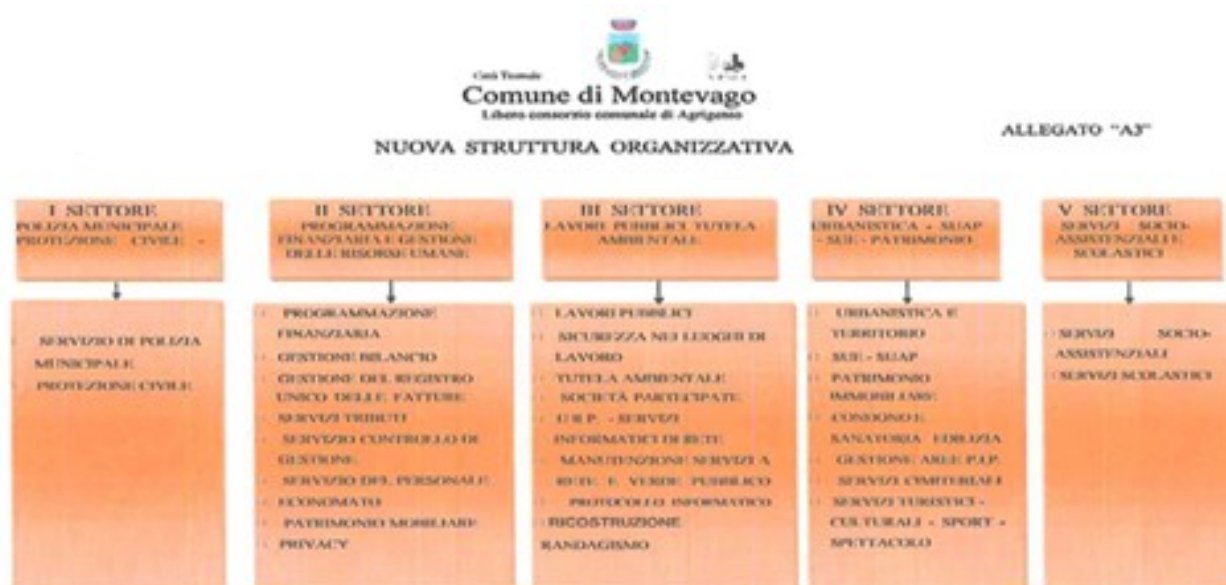 Città Termale
Comune di Montevago
Libero consorzio comunale di Agrigento
NUOVA STRUTTURA ORGANIZZATIVA
ALLEGATO "A3"
I SETTORE
POLIZIA MUNICIPALE
PROTEZIONE CIVILE -
II SETTORE
PROGRAMMAZIONE
FINANZIARIA E GESTIONE
DELLE RISORSE UMANE
III SETTORE
LAVORI PUBBLICI TUTELA
AMBIENTALE
IV SETTORE
URBANISTICA - SUAP
- SUE - PATRIMONIO
V SETTORE
SERVIZI SOCIO-
ASSISTENZIALI E
SCOLASTICI
SERVIZIO DI POLIZIA
MUNICIPALE
PROTEZIONE CIVILE
PROGRAMMAZIONE
FINANZIARIA
GESTIONE BILANCIO
GESTIONE DEL REGISTRO
UNICO DELLE FATTURE
SERVIZI TRIBUTI
SERVIZIO CONTROLLO DI
GESTIONE
SERVIZIO DEL PERSONALE
ECONOMATO
PATRIMONIO MOBILIARE
PRIVACY
LAVORI PUBBLICI
SICUREZZA NEI LUOGHI DI
LAVORO
TUTELA AMBIENTALE
SOCIETÀ PARTECIPATE
U R P - SERVIZI
INFORMATICI DI RETE
MANUTENZIONE SERVIZI A
RETE E VERDE PUBBLICO
PROTOCOLLO INFORMATICO
RICOSTRUZIONE
RANDAGISMO
URBANISTICA E
TERRITORIO
SUE - SUAP
PATRIMONIO
IMMOBILIARE
CONDONO E
SANATORIA EDILIZIA
GESTIONE AREE P.I.P.
SERVIZI CIMITERIALI
SERVIZI TURISTICI -
CULTURALI - SPORT -
SPETTACOLO
SERVIZI SOCIO-
ASSISTENZIALI
SERVIZI SCOLASTICI